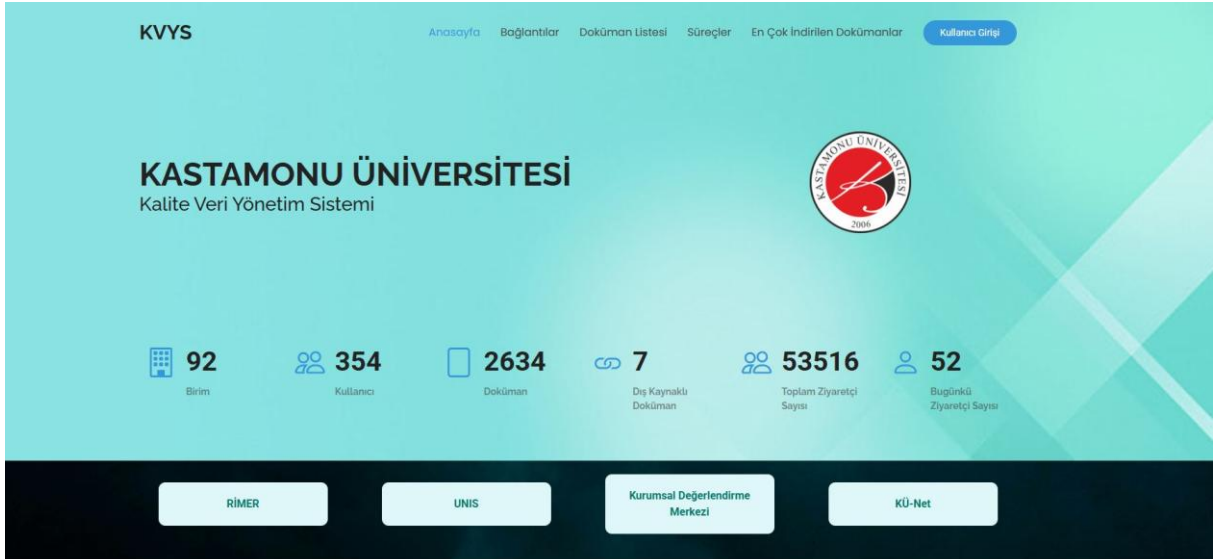 KVYS
Anasayfa Bağlantılar Doküman Listesi Süreçler En Çok İndirilen Dokümanlar Kullanıcı Girişi
KASTAMONU ÜNİVERSİTESİ
Kalite Veri Yönetim Sistemi
KASTAMONU ÜNİVERSİTESİ
2006
92
Birim
354
Kullanıcı
2634
Doküman
7
Dış Kaynaklı
Doküman
53516
Toplam Ziyaretçi
Sayısı
52
Bugünkü
Ziyaretçi Sayısı
RİMER
UNIS
Kurumsal Değerlendirme
Merkezi
KÜ-Net